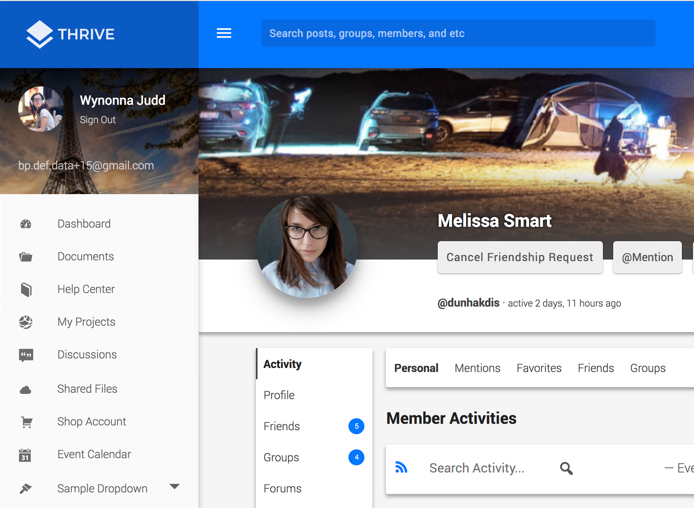 THRIVE
Search posts, groups, members, and etc
Wynonna Judd
Sign Out
bp.def.data+15@gmail.com
Dashboard
Documents
Help Center
My Projects
Discussions
Shared Files
Shop Account
31
Event Calendar
Sample Dropdown
Melissa Smart
Cancel Friendship Request
@Mention
@dunhakdis · active 2 days, 11 hours ago
Activity
Profile
Friends 5
Groups 4
Forums
Personal Mentions Favorites Friends Groups
Member Activities
Search Activity... — Eve